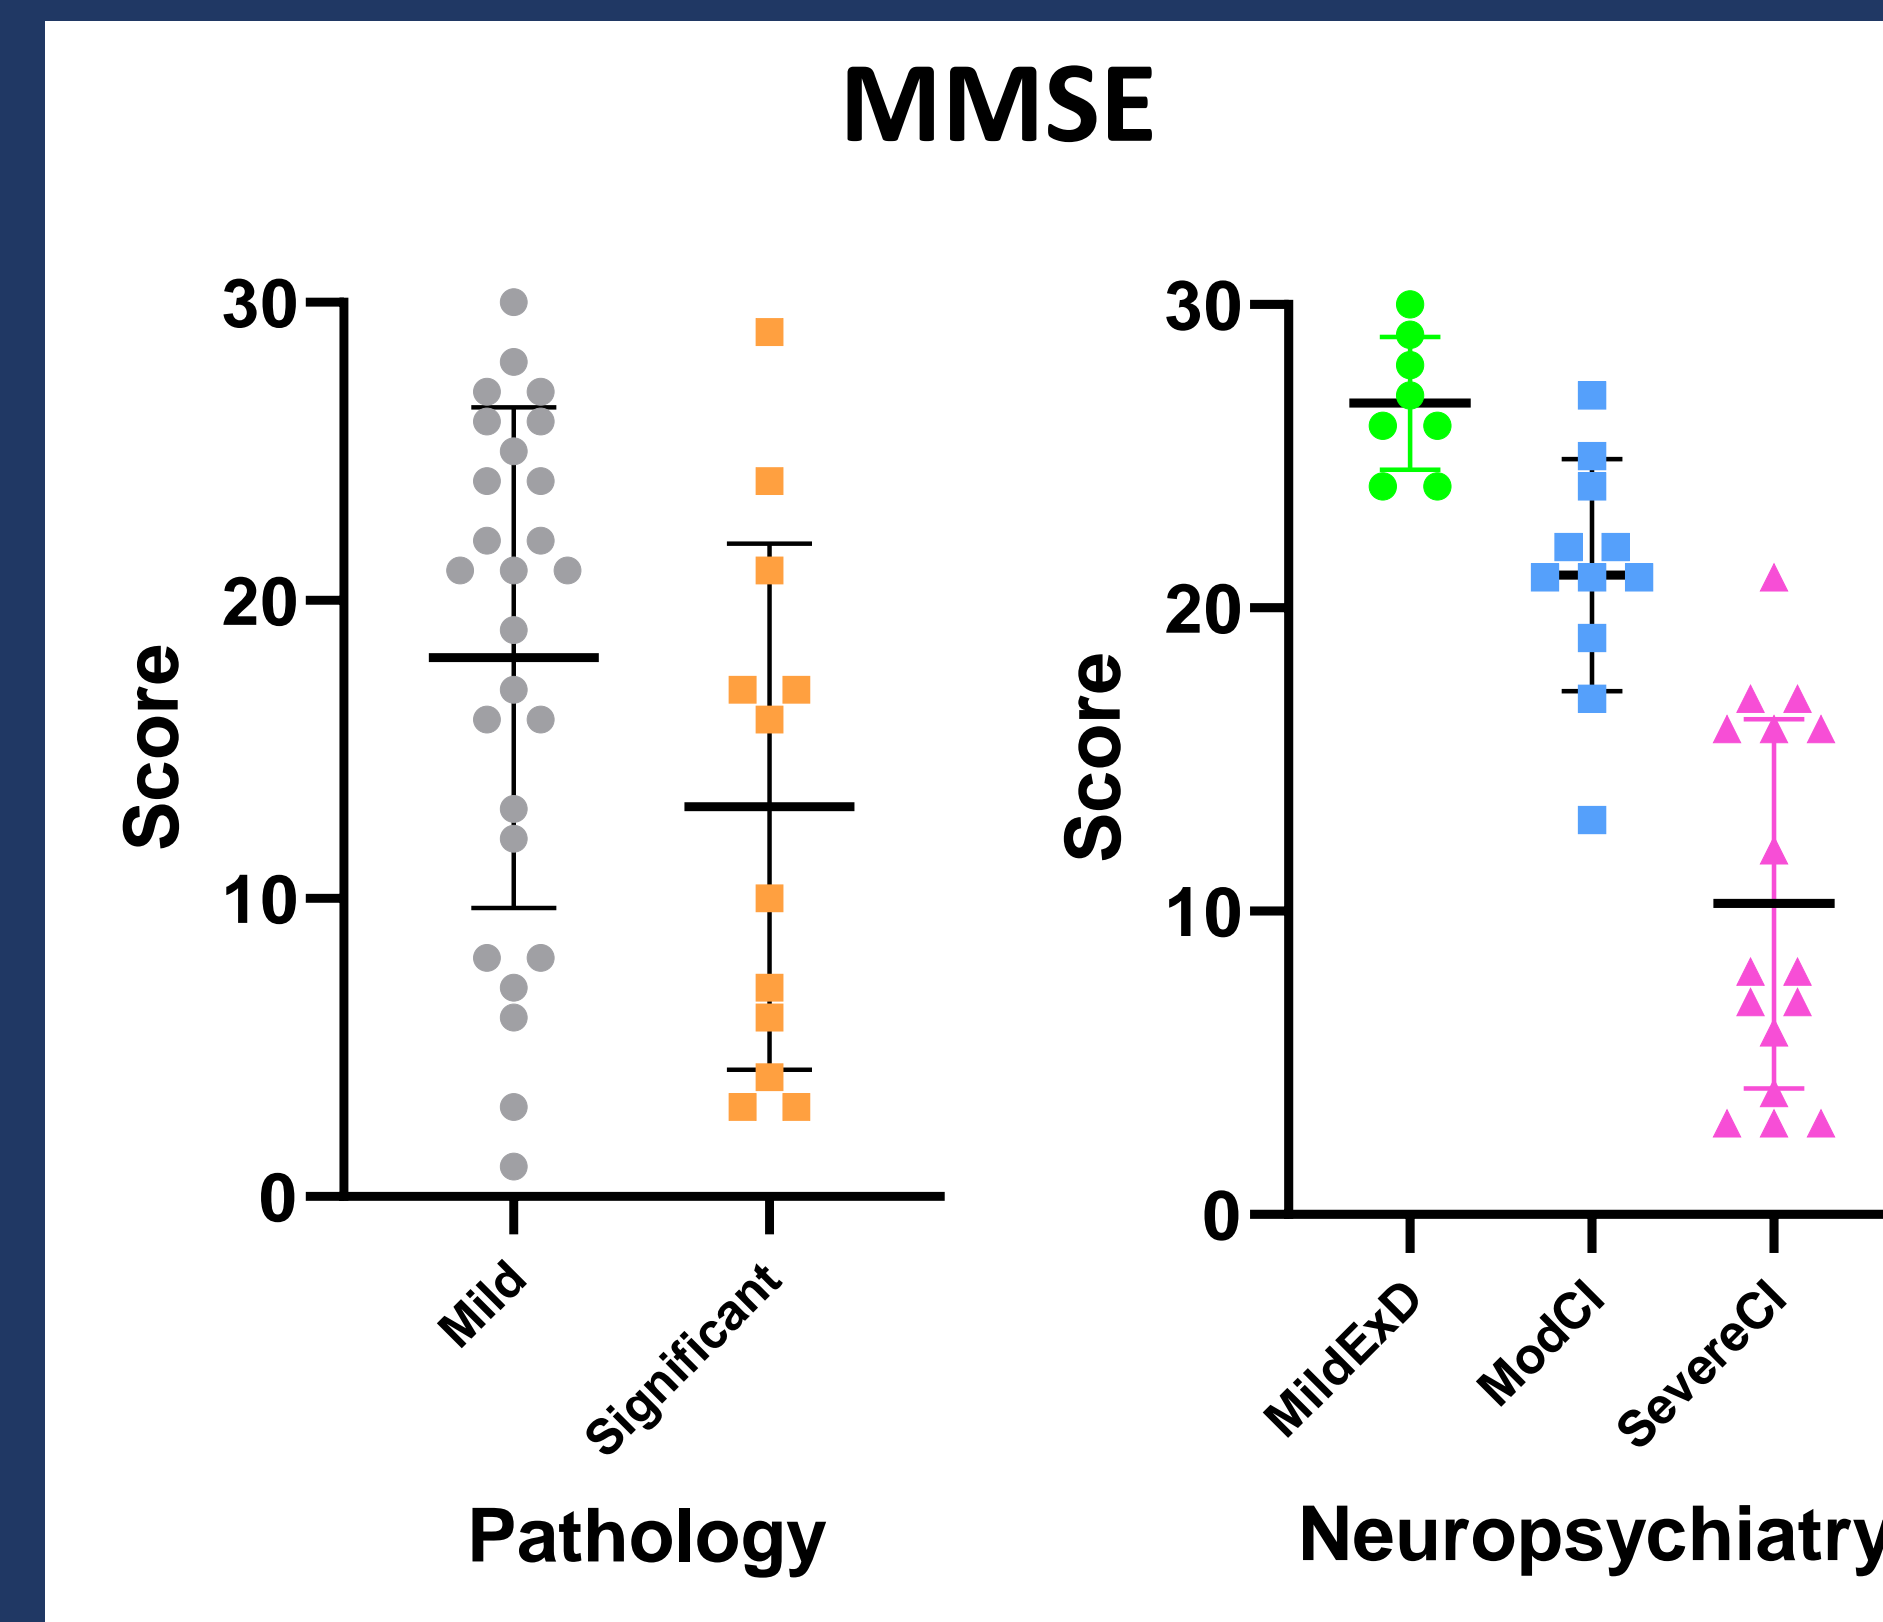 MMSE
30
20
10
0
Score
Mild
Significant
Pathology
30
20
10
0
Score
MildExD
ModCI
SevereCI
Neuropsychiatry